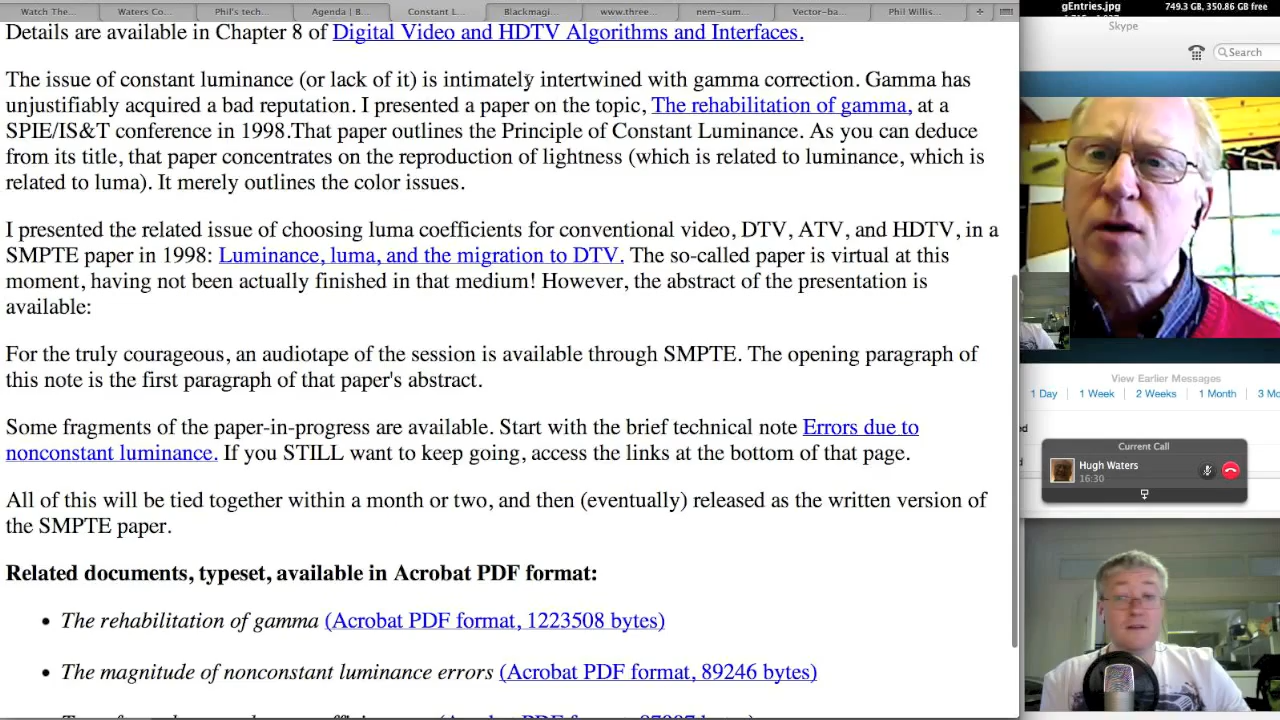 Watch The... Waters Co... Phil's tech... Agenda | B... Constant L... Blackmagi... www.three... nem-sum... Vector-ba... Phil Willis...
gEntries.jpg 749.3 GB, 350.86 GB free
Skype
Search
Details are available in Chapter 8 of Digital Video and HDTV Algorithms and Interfaces.
The issue of constant luminance (or lack of it) is intimately intertwined with gamma correction. Gamma has
unjustifiably acquired a bad reputation. I presented a paper on the topic, The rehabilitation of gamma, at a
SPIE/IS&T conference in 1998.That paper outlines the Principle of Constant Luminance. As you can deduce
from its title, that paper concentrates on the reproduction of lightness (which is related to luminance, which is
related to luma). It merely outlines the color issues.
I presented the related issue of choosing luma coefficients for conventional video, DTV, ATV, and HDTV, in a
SMPTE paper in 1998: Luminance, luma, and the migration to DTV. The so-called paper is virtual at this
moment, having not been actually finished in that medium! However, the abstract of the presentation is
available:
For the truly courageous, an audiotape of the session is available through SMPTE. The opening paragraph of
this note is the first paragraph of that paper's abstract.
Some fragments of the paper-in-progress are available. Start with the brief technical note Errors due to
nonconstant luminance. If you STILL want to keep going, access the links at the bottom of that page.
All of this will be tied together within a month or two, and then (eventually) released as the written version of
the SMPTE paper.
Related documents, typeset, available in Acrobat PDF format:
• The rehabilitation of gamma (Acrobat PDF format, 1223508 bytes)
• The magnitude of nonconstant luminance errors (Acrobat PDF format, 89246 bytes)
View Earlier Messages
1 Day 1 Week 2 Weeks 1 Month 3 Mo
Current Call
Hugh Waters
16:30